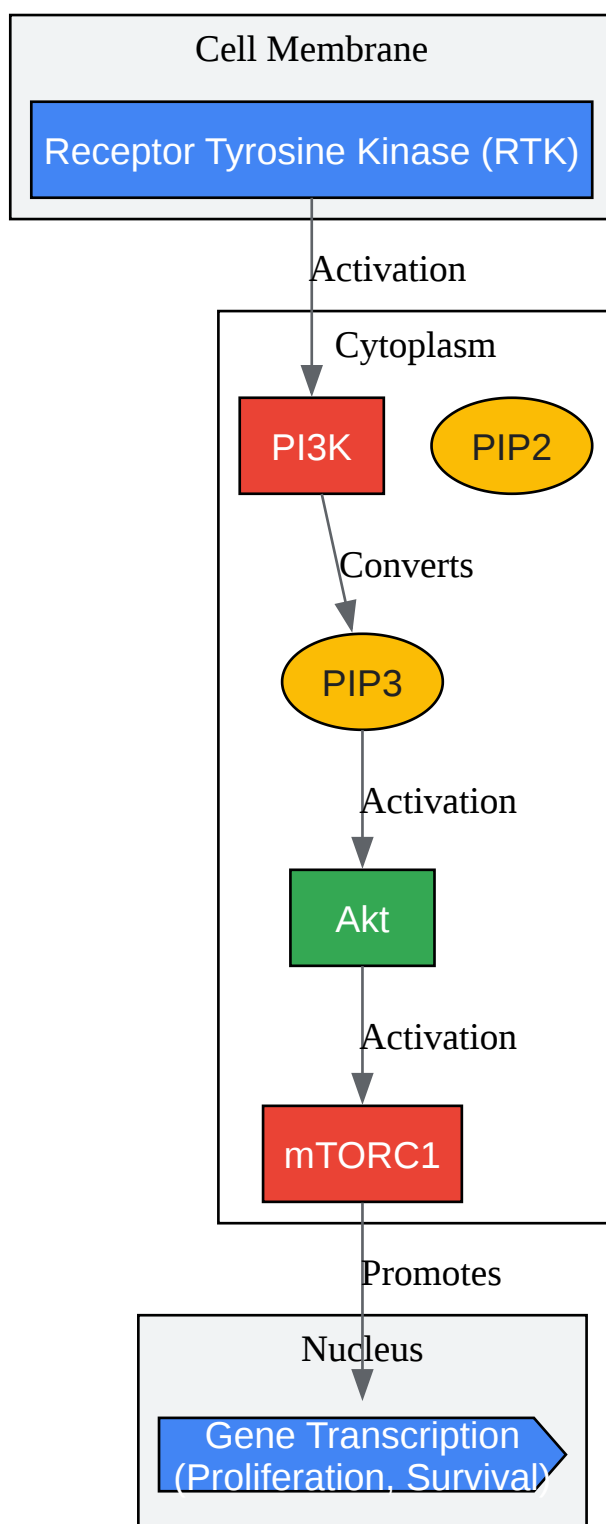 Cell Membrane
Receptor Tyrosine Kinase (RTK)
Activation
Cytoplasm
PI3K
PIP2
Converts
PIP3
Activation
Akt
Activation
mTORC1
Promotes
Nucleus
Gene Transcription
(Proliferation, Survival)